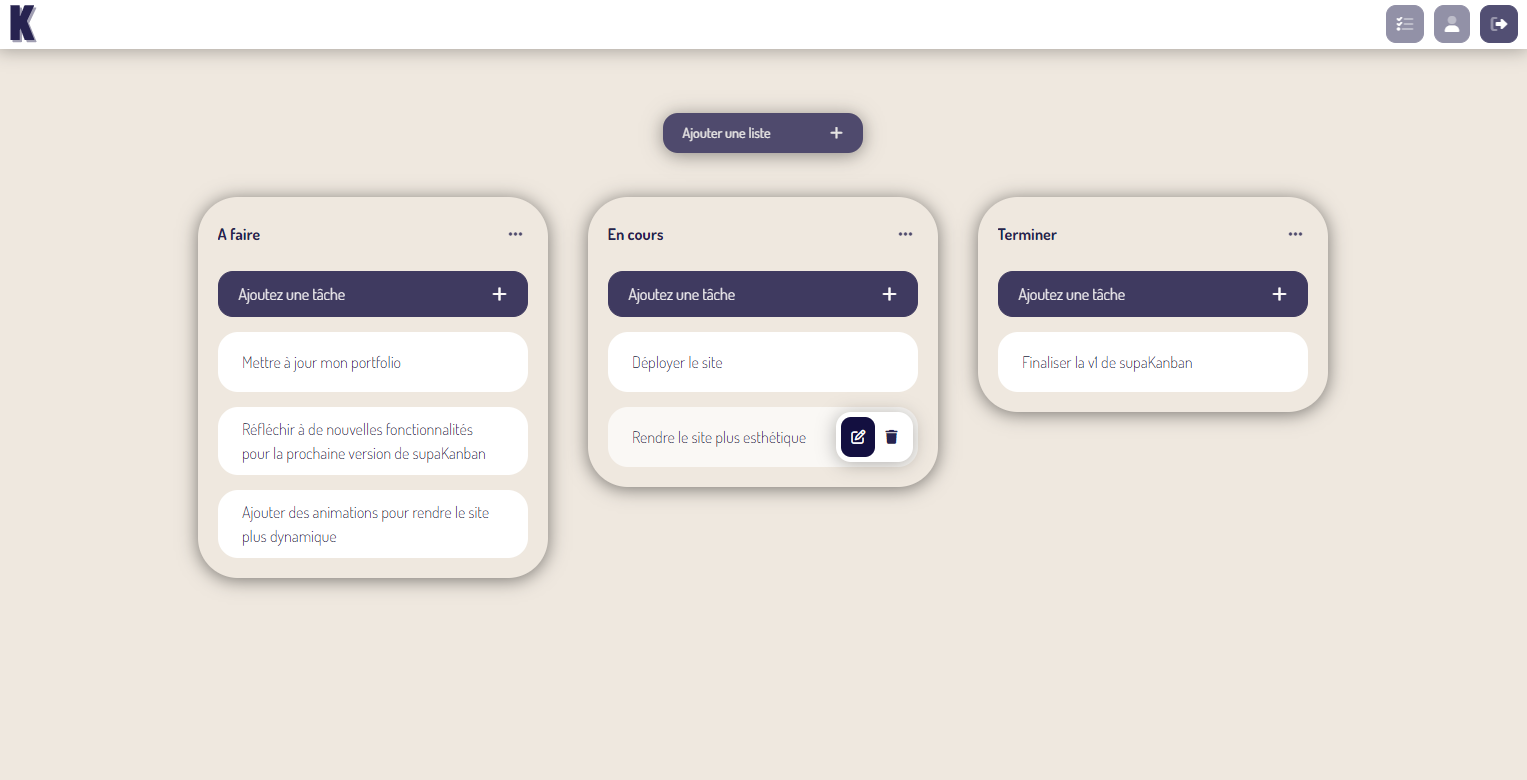 K
Ajouter une liste
A faire
Ajoutez une tâche
Mettre à jour mon portfolio
Réfléchir à de nouvelles fonctionnalités
pour la prochaine version de supaKanban
Ajouter des animations pour rendre le site
plus dynamique
En cours
Ajoutez une tâche
Déployer le site
Rendre le site plus esthétique
Terminer
Ajoutez une tâche
Finaliser la v1 de supaKanban